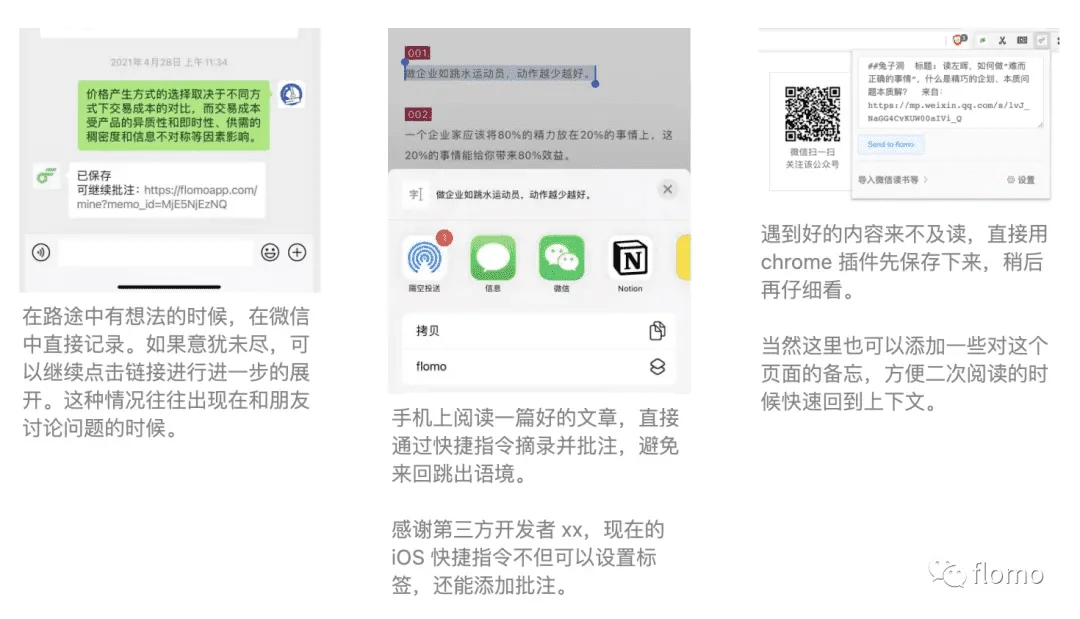 2021年4月28日 上午 11:34
价格产生方式的选择取决于不同方
式下交易成本的对比，而交易成本
受产品的异质性和即时性、供需的
稠密度和信息不对称等因素影响。
已保存
可继续批注：https://flomoapp.com/
mine?memo_id=MjE5NjEzNQ
在路途中有想法的时候，在微信
中直接记录。如果意犹未尽，可
以继续点击链接进行进一步的展
开。这种情况往往出现在和朋友
讨论问题的时候。
001
做企业如跳水运动员，动作越少越好。
002
一个企业家应该将80%的精力放在20%的事情上，这
20%的事情能给你带来80%效益。
字
做企业如跳水运动员，动作越少越好。
1
隔空投送
信息
微信
Notion
拷贝
flomo
手机上阅读一篇好的文章，直接
通过快捷指令摘录并批注，避免
来回跳出语境。
感谢第三方开发者 xx，现在的
iOS 快捷指令不但可以设置标
签，还能添加批注。
##兔子洞 标题：读左晖，如何做“难而
正确的事情”，什么是精巧的企划、本质问
题本质解？ 来自：
https://mp.weixin.qq.com/s/lvJ_
NaGG4CvKUW00aIVi_Q
Send to flomo
微信扫一扫
关注该公众号
导入微信读书等
设置
遇到好的内容来不及读，直接用
chrome 插件先保存下来，稍后
再仔细看。
当然这里也可以添加一些对这个
页面的备忘，方便二次阅读的时
候快速回到上下文。
flomo